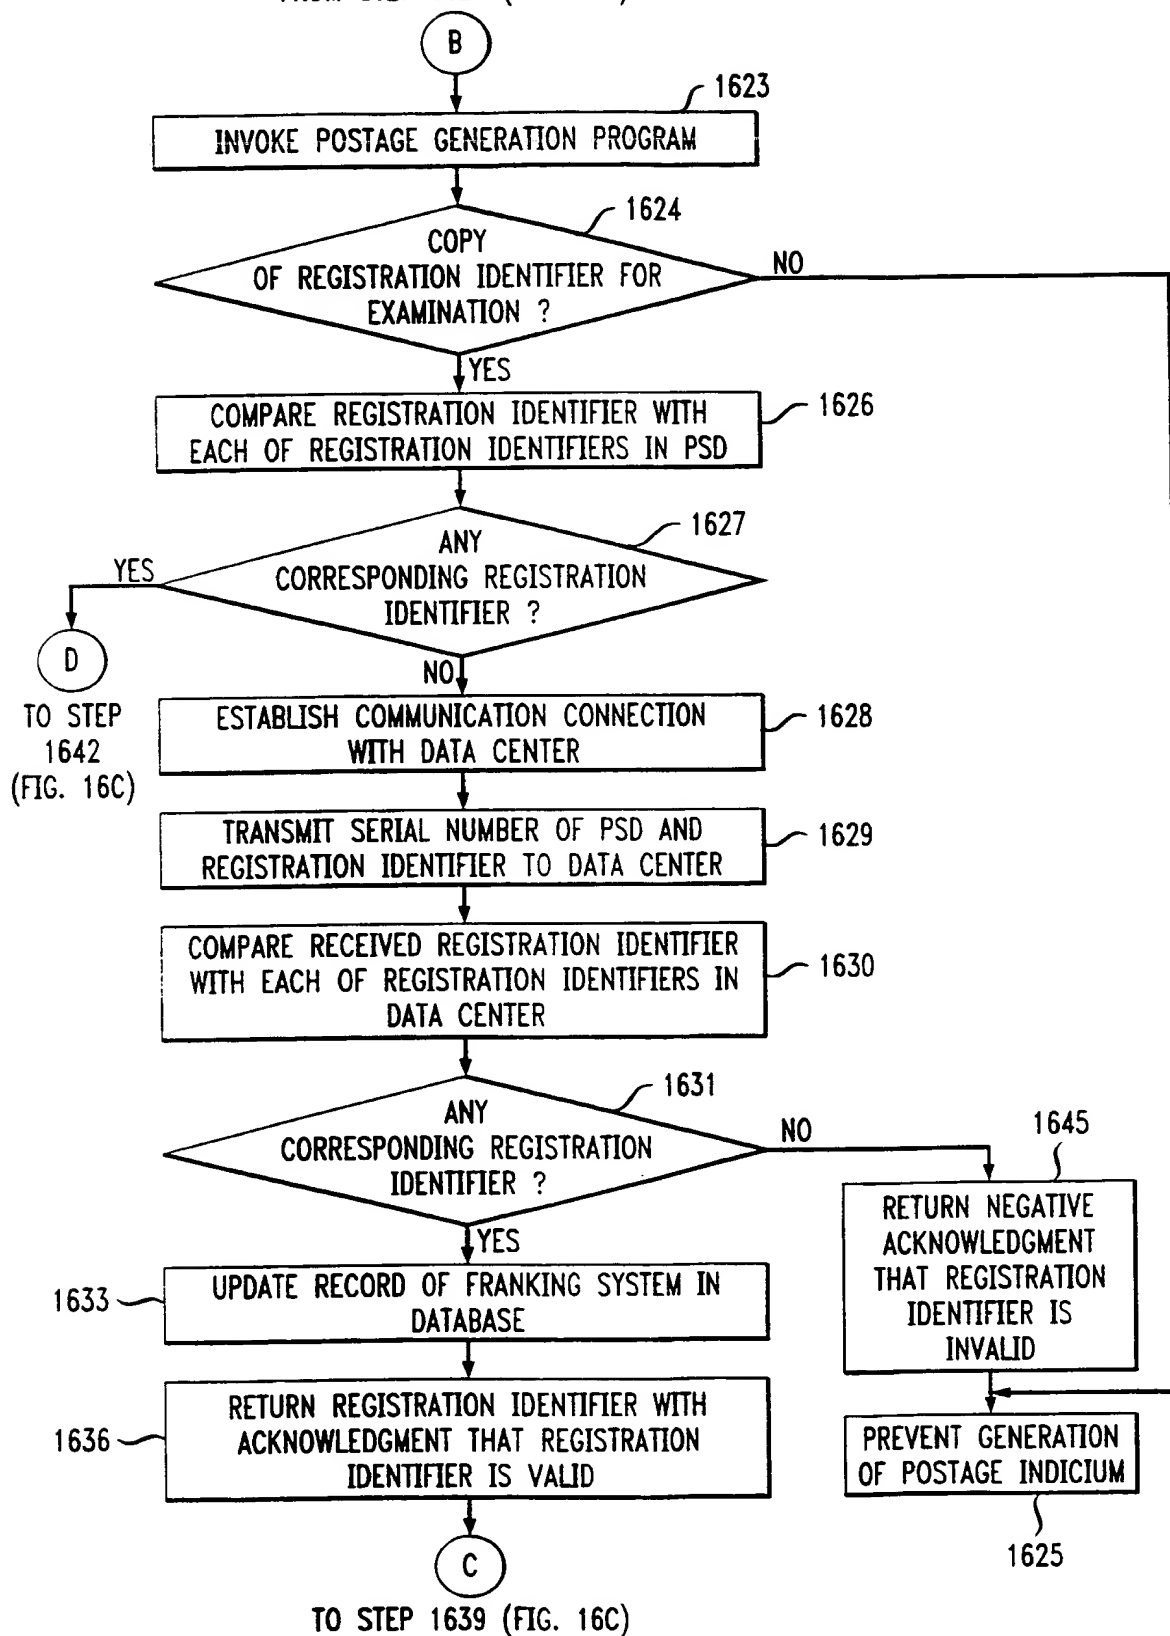 B
1623
INVOKE POSTAGE GENERATION PROGRAM
1624
COPY
OF REGISTRATION IDENTIFIER FOR
EXAMINATION ?
NO
YES
COMPARE REGISTRATION IDENTIFIER WITH
EACH OF REGISTRATION IDENTIFIERS IN PSD
1626
1627
ANY
CORRESPONDING REGISTRATION
IDENTIFIER ?
YES
D
TO STEP
1642
(FIG. 16C)
NO
ESTABLISH COMMUNICATION CONNECTION
WITH DATA CENTER
1628
TRANSMIT SERIAL NUMBER OF PSD AND
REGISTRATION IDENTIFIER TO DATA CENTER
1629
COMPARE RECEIVED REGISTRATION IDENTIFIER
WITH EACH OF REGISTRATION IDENTIFIERS IN
DATA CENTER
1630
1631
ANY
CORRESPONDING REGISTRATION
IDENTIFIER ?
NO
1645
RETURN NEGATIVE
ACKNOWLEDGMENT
THAT REGISTRATION
IDENTIFIER IS
INVALID
YES
1633
UPDATE RECORD OF FRANKING SYSTEM IN
DATABASE
1636
RETURN REGISTRATION IDENTIFIER WITH
ACKNOWLEDGMENT THAT REGISTRATION
IDENTIFIER IS VALID
PREVENT GENERATION
OF POSTAGE INDICIUM
1625
C
TO STEP 1639 (FIG. 16C)